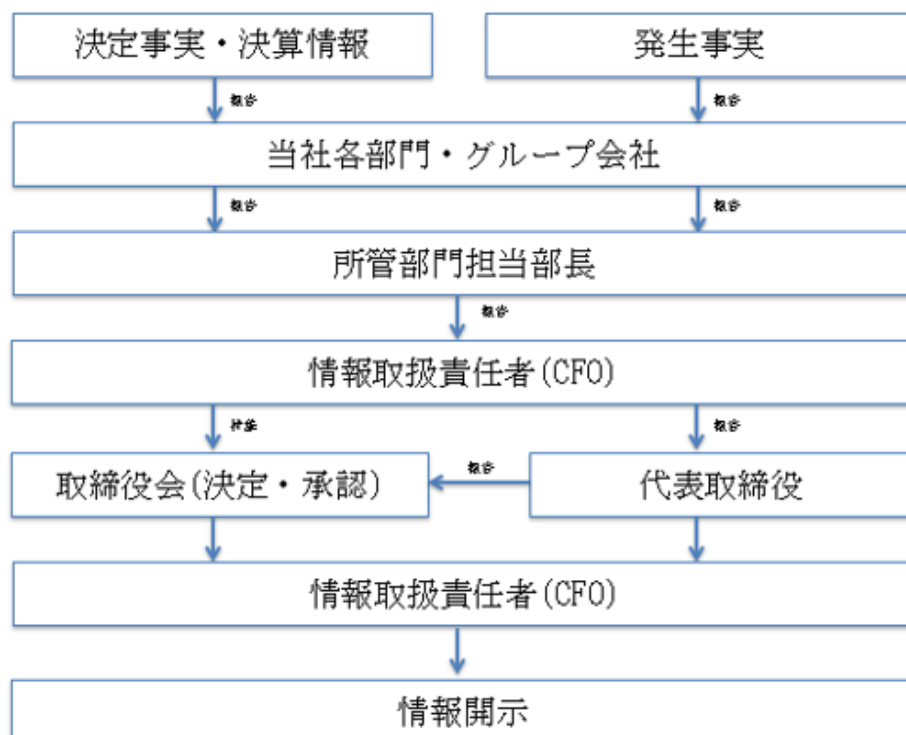 決定事実・決算情報
発生事実
報告
報告
当社各部門・グループ会社
報告
報告
所管部門担当部長
報告
情報取扱責任者(CFO)
付議
報告
取締役会(決定・承認)
報告
代表取締役
情報取扱責任者(CFO)
情報開示